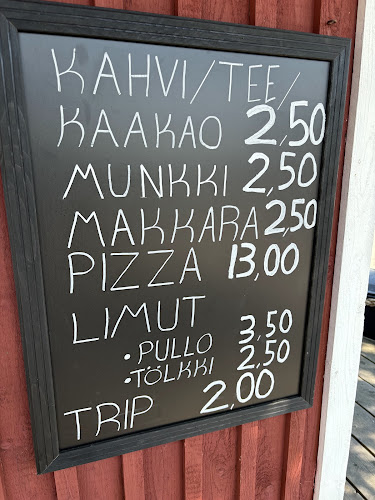 KAHVI/TEE/
KAAKAO 2,50
MUNKKI 2,50
MAKKARA 2,50
PIZZA 13,00
LIMUT
• PULLO 3,50
• TÖLKKI 2,50
TRIP 2,00